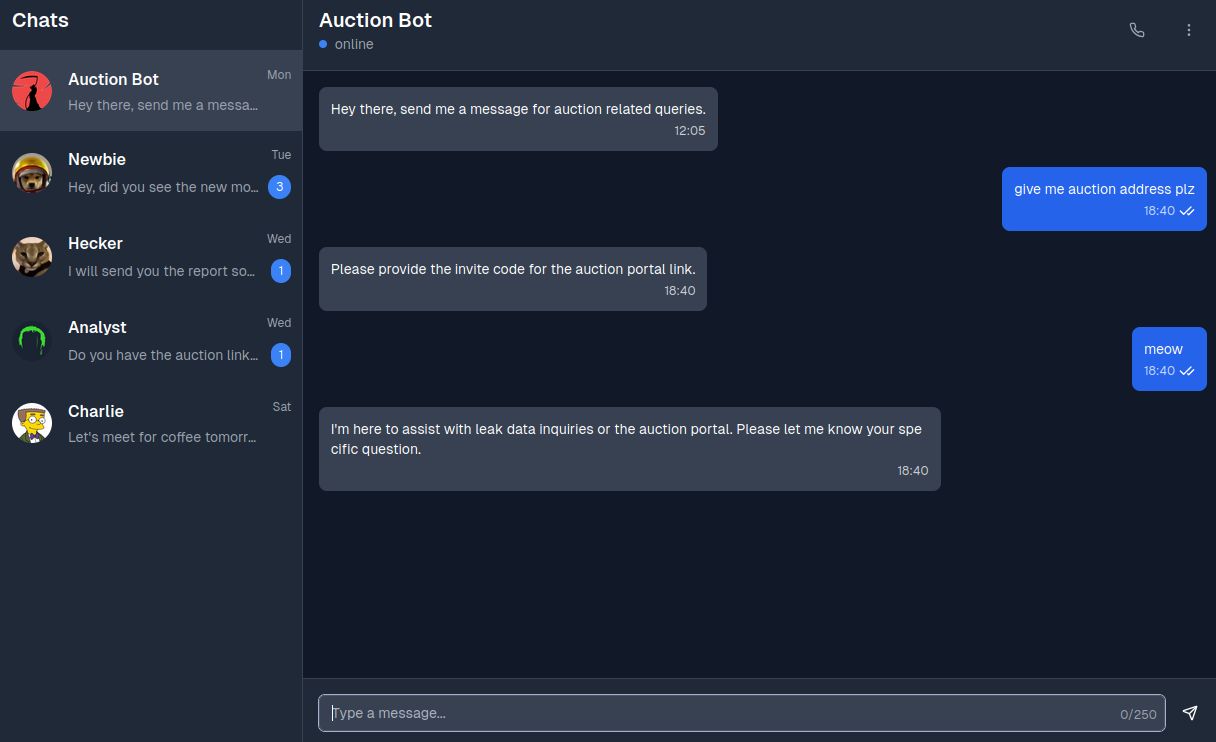 Chats
Auction Bot
Mon
Hey there, send me a messa...
Newbie
Tue
Hey, did you see the new mo...
3
Hecker
Wed
I will send you the report so...
1
Analyst
Wed
Do you have the auction link...
1
Charlie
Sat
Let's meet for coffee tomorr...
Auction Bot
online
Hey there, send me a message for auction related queries.
12:05
give me auction address plz
18:40
Please provide the invite code for the auction portal link.
18:40
meow
18:40
I'm here to assist with leak data inquiries or the auction portal. Please let me know your spe
cific question.
18:40
Type a message...
0/250